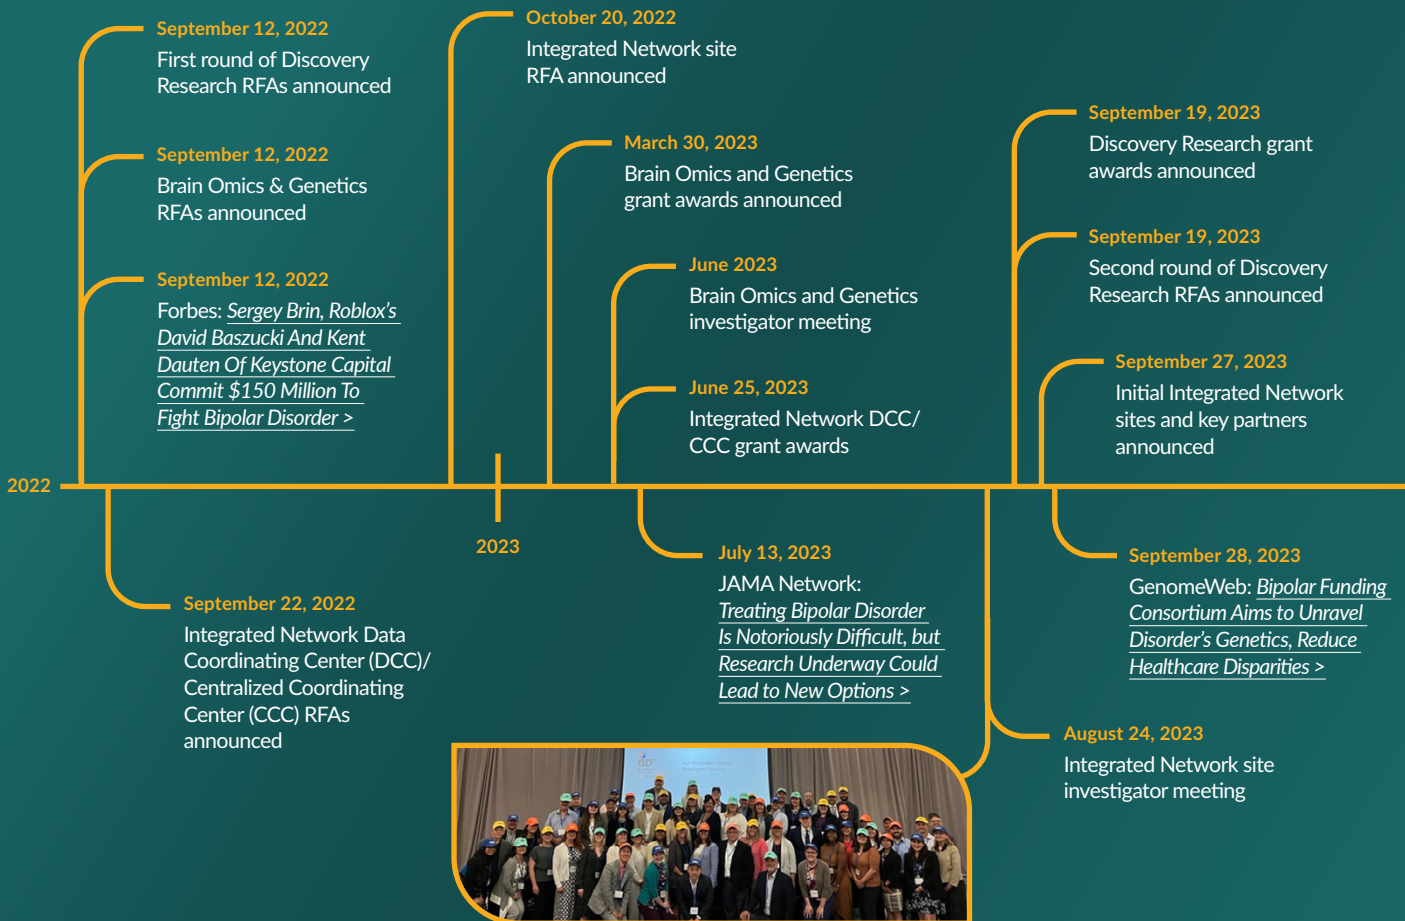 September 12, 2022
First round of Discovery
Research RFAs announced
September 12, 2022
Brain Omics & Genetics
RFAs announced
September 12, 2022
Forbes: Sergey Brin, Roblox’s
David Baszucki And Kent
Dauten Of Keystone Capital
Commit $150 Million To
Fight Bipolar Disorder >
October 20, 2022
Integrated Network site
RFA announced
March 30, 2023
Brain Omics and Genetics
grant awards announced
June 2023
Brain Omics and Genetics
investigator meeting
June 25, 2023
Integrated Network DCC/
CCC grant awards
September 19, 2023
Discovery Research grant
awards announced
September 19, 2023
Second round of Discovery
Research RFAs announced
September 27, 2023
Initial Integrated Network
sites and key partners
announced
2022
2023
September 22, 2022
Integrated Network Data
Coordinating Center (DCC)/
Centralized Coordinating
Center (CCC) RFAs
announced
July 13, 2023
JAMA Network:
Treating Bipolar Disorder
Is Notoriously Difficult, but
Research Underway Could
Lead to New Options >
September 28, 2023
GenomeWeb: Bipolar Funding
Consortium Aims to Unravel
Disorder’s Genetics, Reduce
Healthcare Disparities >
August 24, 2023
Integrated Network site
investigator meeting
BD²